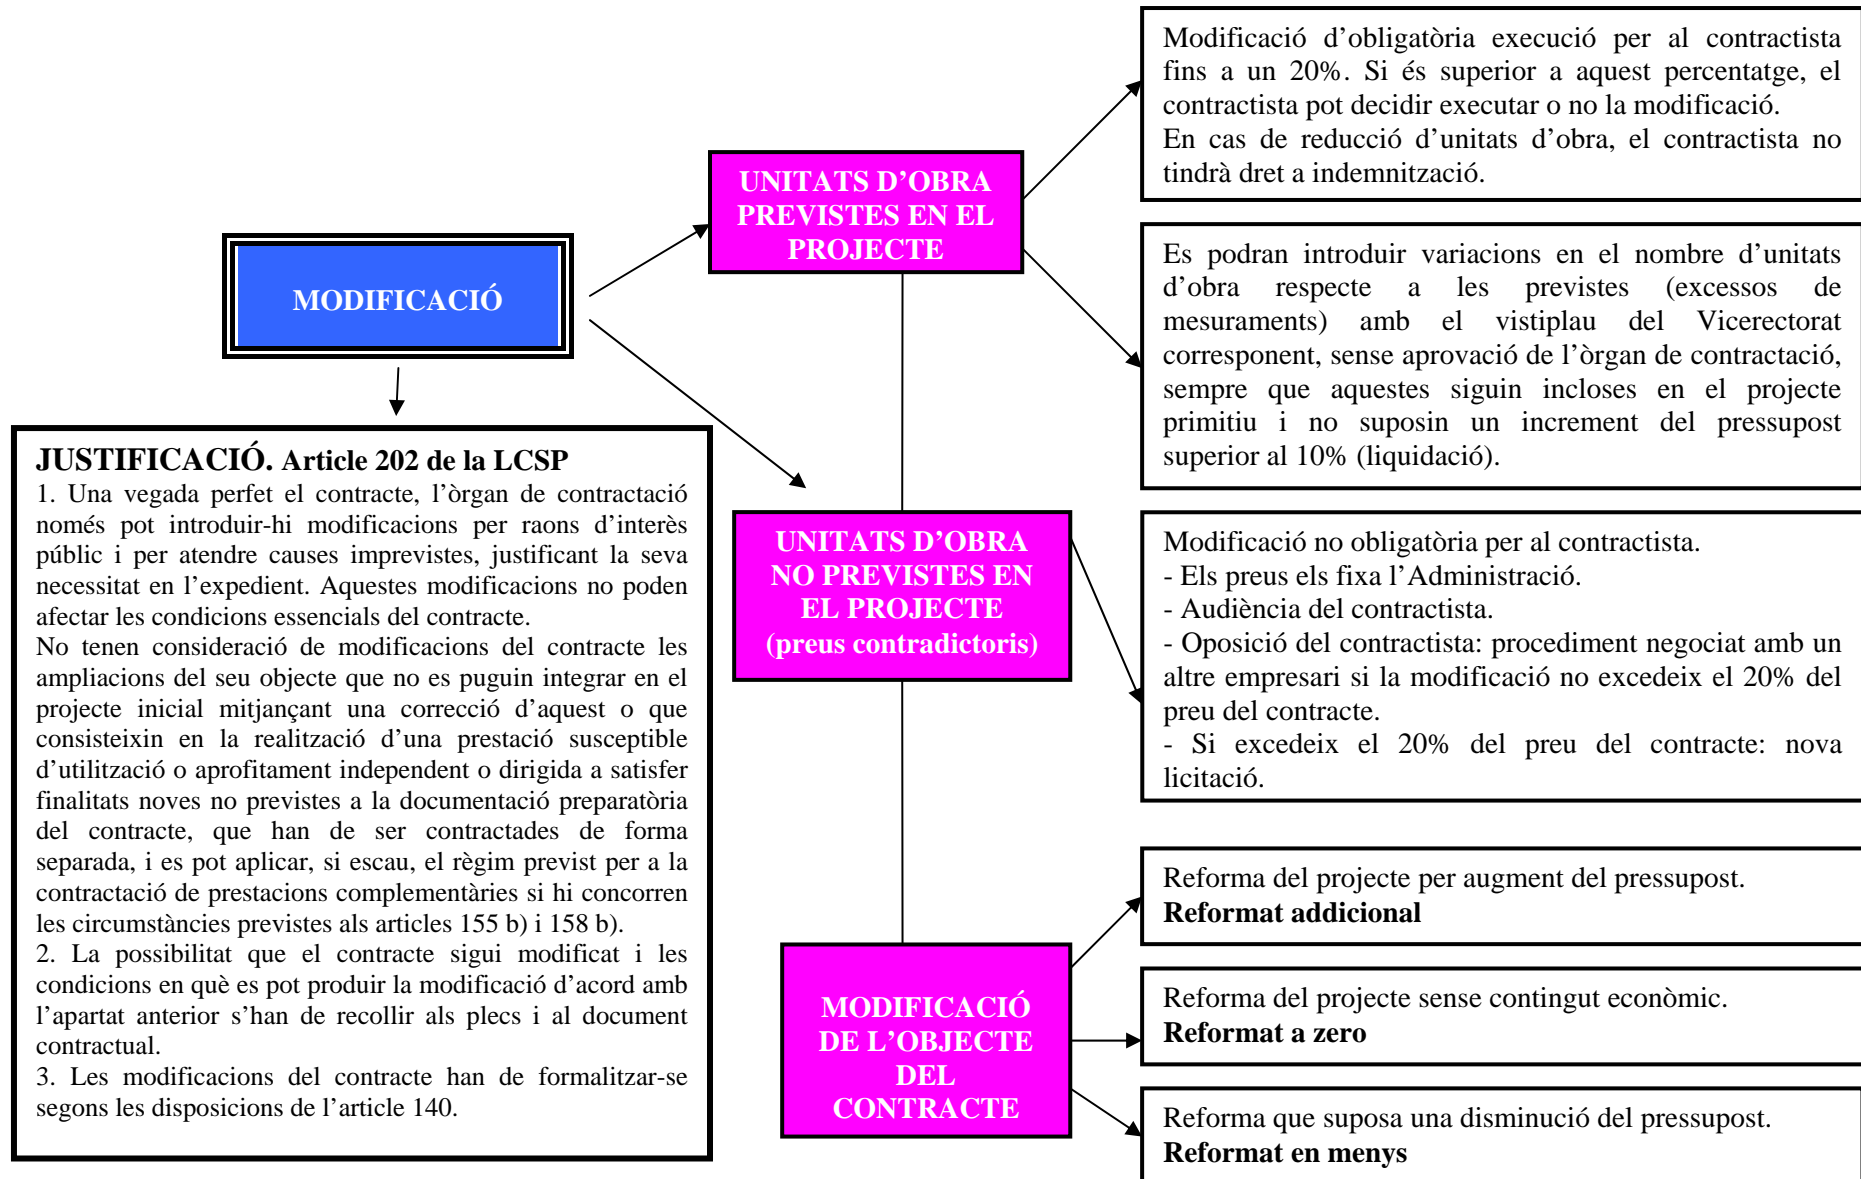 MODIFICACIÓ
JUSTIFICACIÓ. Article 202 de la LCSP
1. Una vegada perfet el contracte, l’òrgan de contractació
només pot introduir-hi modificacions per raons d’interès
públic i per atendre causes imprevistes, justificant la seva
necessitat en l’expedient. Aquestes modificacions no poden
afectar les condicions essencials del contracte.
No tenen consideració de modificacions del contracte les
ampliacions del seu objecte que no es puguin integrar en el
projecte inicial mitjançant una correcció d’aquest o que
consisteixin en la realització d’una prestació susceptible
d’utilització o aprofitament independent o dirigida a satisfer
finalitats noves no previstes a la documentació preparatòria
del contracte, que han de ser contractades de forma
separada, i es pot aplicar, si escau, el règim previst per a la
contractació de prestacions complementàries si hi concorren
les circumstàncies previstes als articles 155 b) i 158 b).
2. La possibilitat que el contracte sigui modificat i les
condicions en què es pot produir la modificació d’acord amb
l’apartat anterior s’han de recollir als plecs i al document
contractual.
3. Les modificacions del contracte han de formalitzar-se
segons les disposicions de l’article 140.
UNITATS D’OBRA
PREVISTES EN EL
PROJECTE
Modificació d’obligatòria execució per al contractista
fins a un 20%. Si és superior a aquest percentatge, el
contractista pot decidir executar o no la modificació.
En cas de reducció d’unitats d’obra, el contractista no
tindrà dret a indemnització.
Es podran introduir variacions en el nombre d’unitats
d’obra respecte a les previstes (excessos de
mesuraments) amb el vistiplau del Vicerectorat
corresponent, sense aprovació de l’òrgan de contractació,
sempre que aquestes siguin incloses en el projecte
primitiu i no suposin un increment del pressupost
superior al 10% (liquidació).
UNITATS D’OBRA
NO PREVISTES EN
EL PROJECTE
(preus contradictoris)
Modificació no obligatòria per al contractista.
- Els preus els fixa l’Administració.
- Audiència del contractista.
- Oposició del contractista: procediment negociat amb un
altre empresari si la modificació no excedeix el 20% del
preu del contracte.
- Si excedeix el 20% del preu del contracte: nova
licitació.
MODIFICACIÓ
DE L’OBJECTE
DEL
CONTRACTE
Reforma del projecte per augment del pressupost.
Reformat addicional
Reforma del projecte sense contingut econòmic.
Reformat a zero
Reforma que suposa una disminució del pressupost.
Reformat en menys